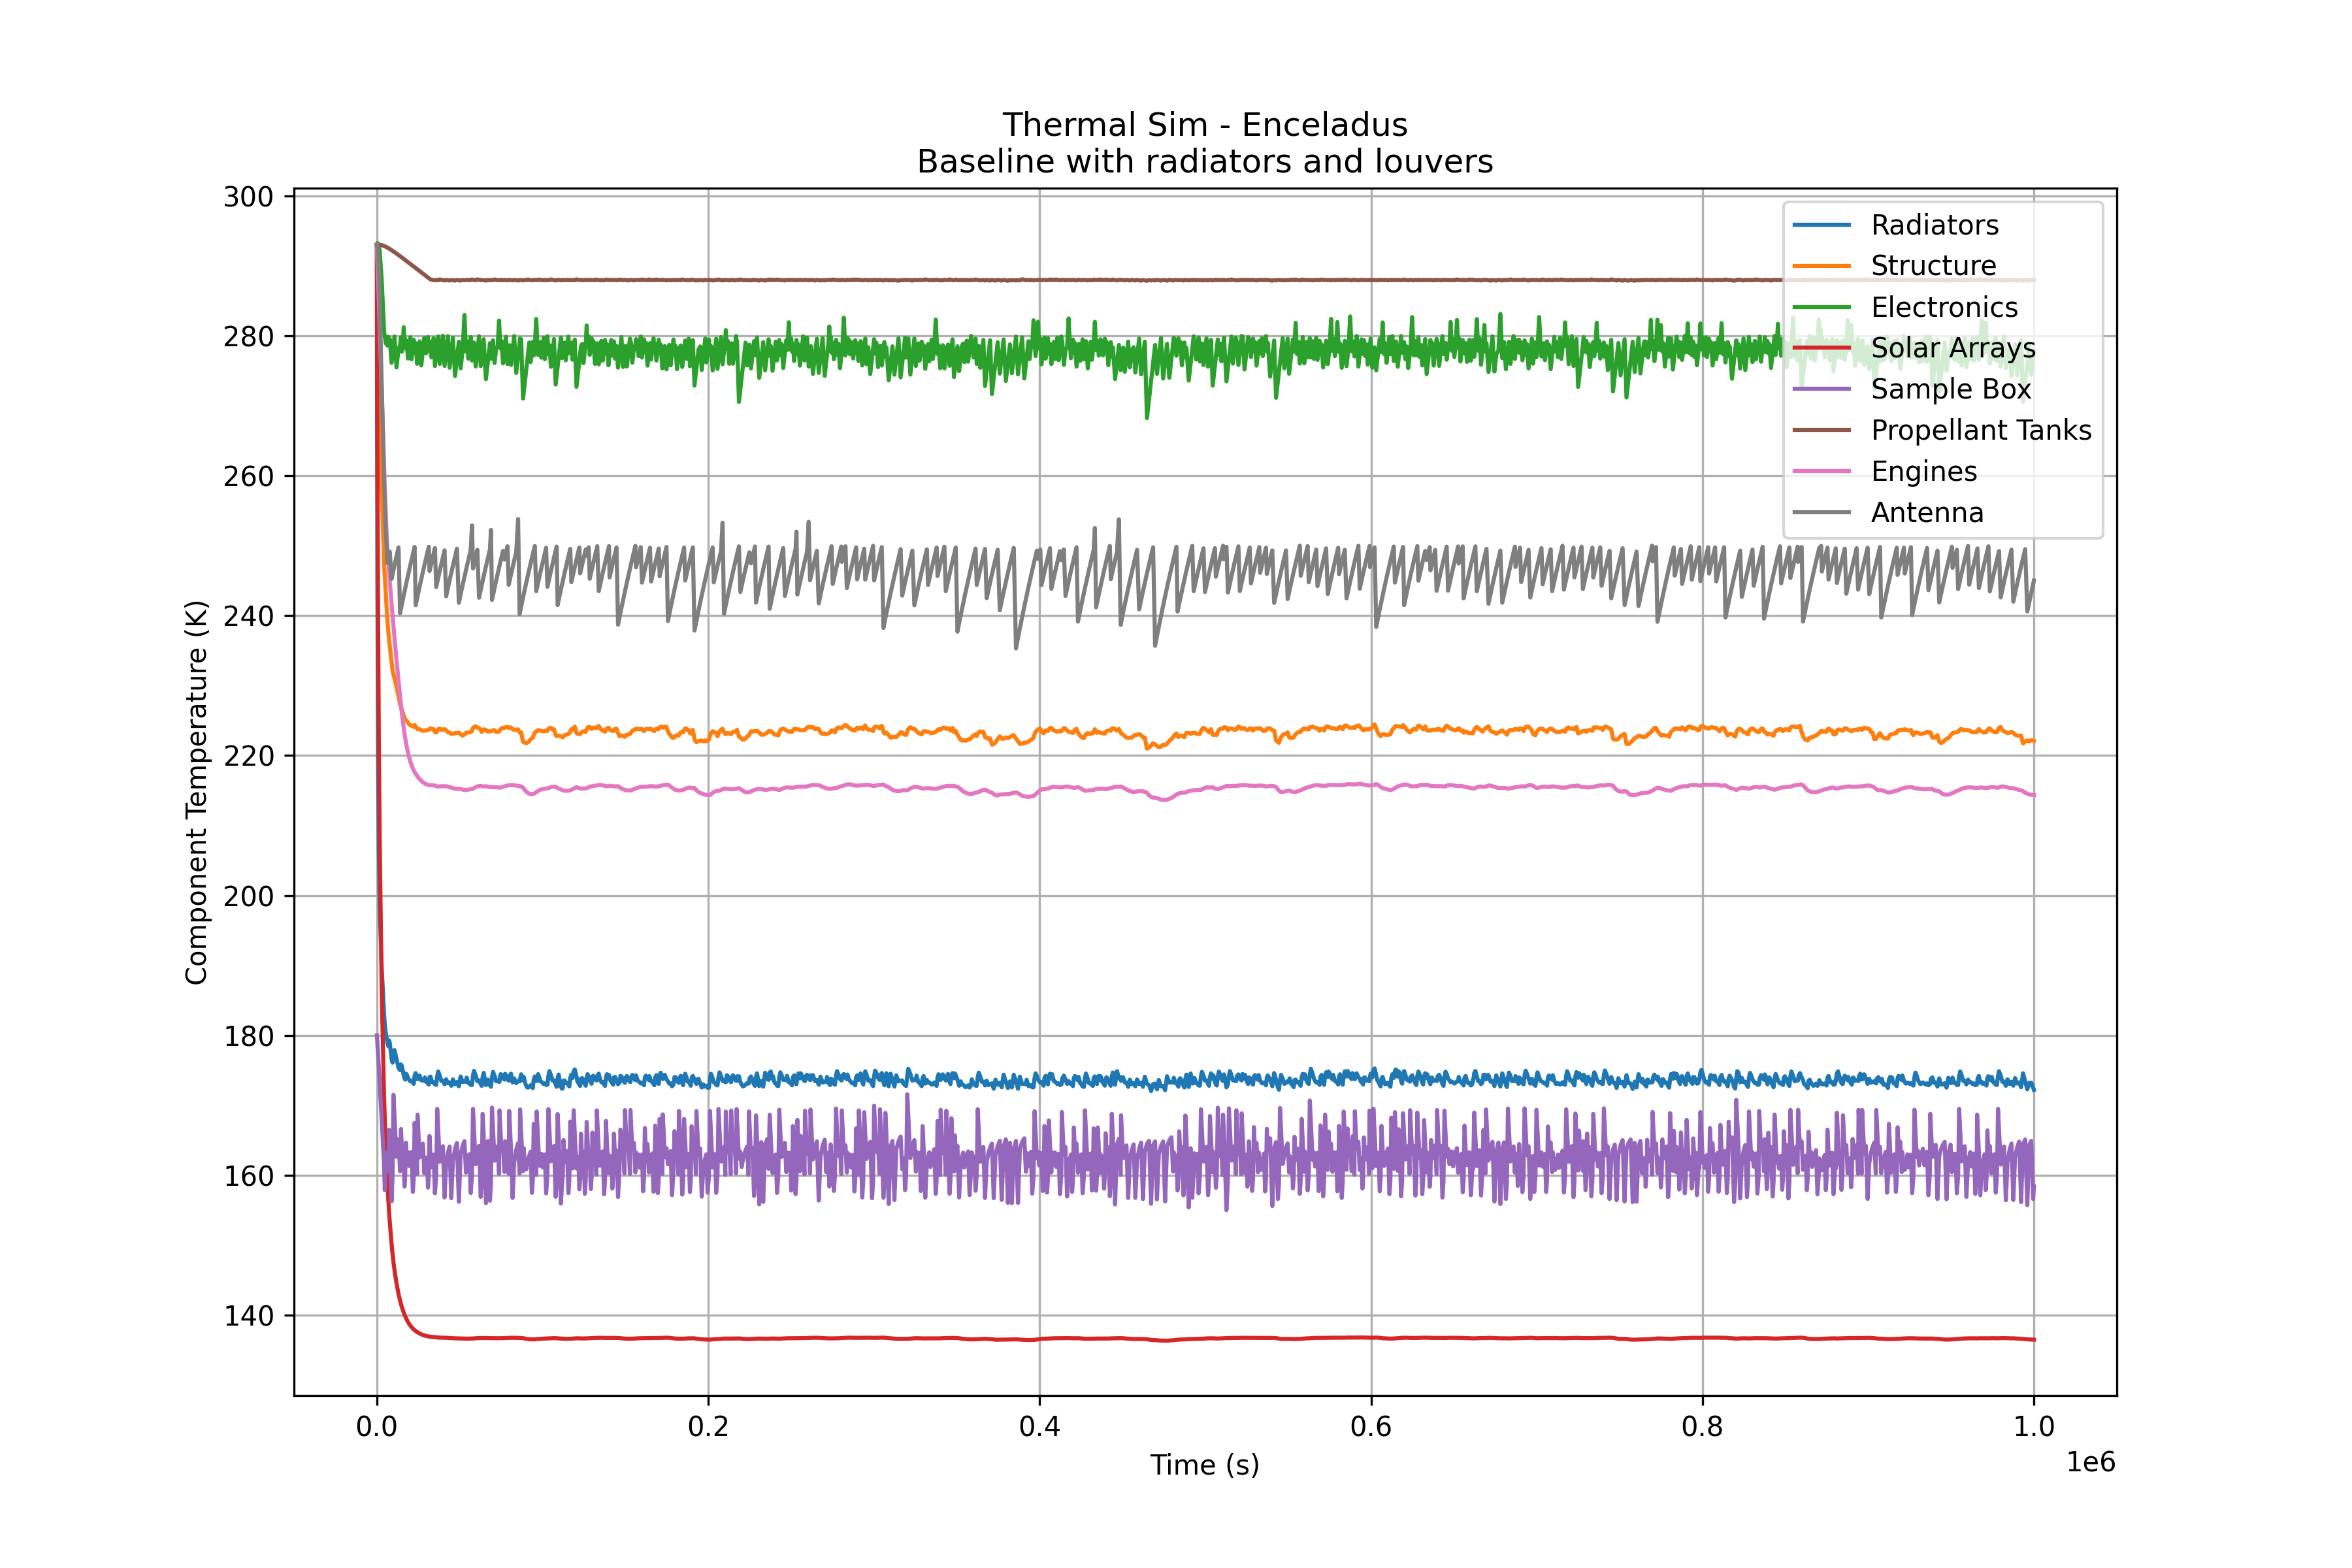 Thermal Sim - Enceladus
Baseline with radiators and louvers
Component Temperature (K)
300
280
260
240
220
200
180
160
140
Radiators
Structure
Electronics
Solar Arrays
Sample Box
Propellant Tanks
Engines
Antenna
0.0 0.2 0.4 0.6 0.8 1.0
1e6
Time (s)